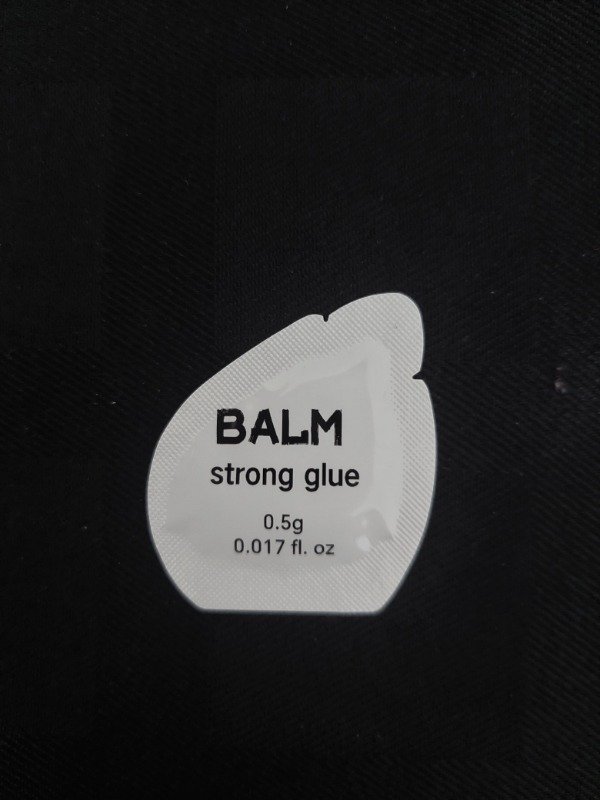 BALM
strong glue
0.5g
0.017 fl. oz